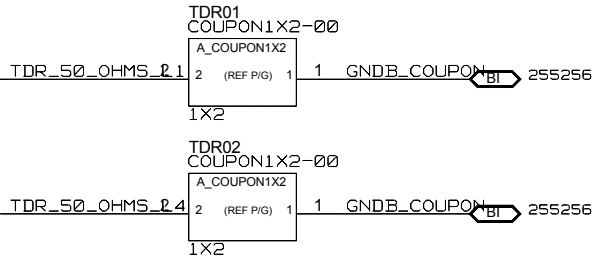 TDR01
COUPON1X2-00
A_COUPON1X2
TDR_50_OHMS_L1 2 (REF P/G) 1 1 GNDB_COUPON BI 255256
1X2
TDR02
COUPON1X2-00
A_COUPON1X2
TDR_50_OHMS_L4 2 (REF P/G) 1 1 GNDB_COUPON BI 255256
1X2